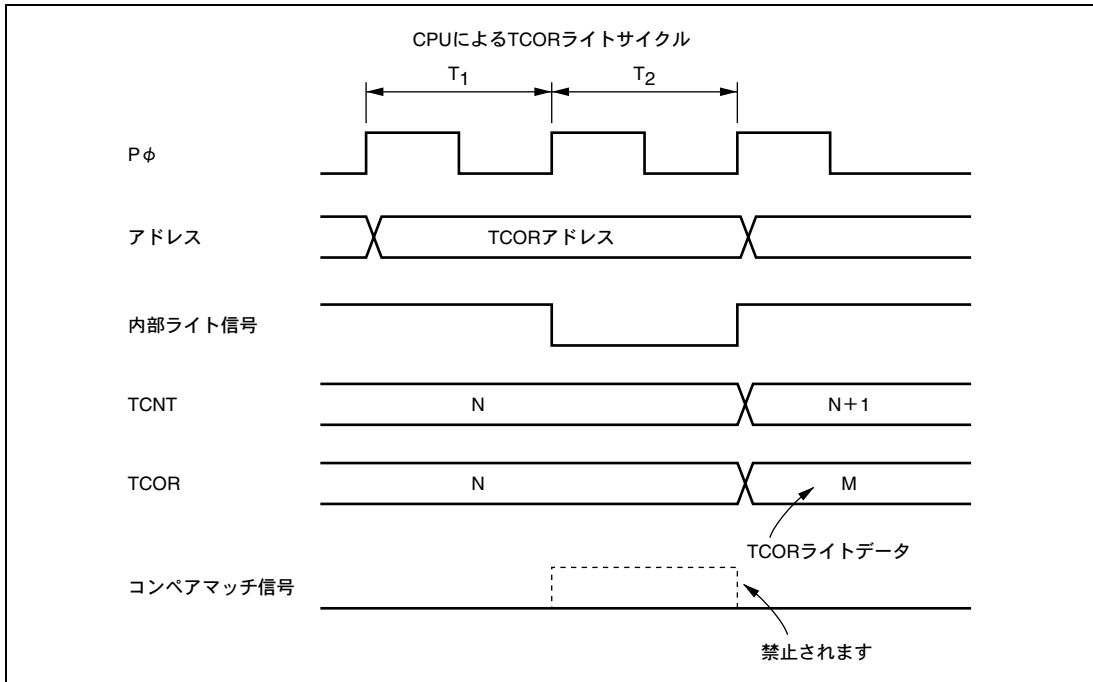 CPUによるTCORライトサイクル
T1 T2
Pφ
アドレス TCORアドレス
内部ライト信号
TCNT N N+1
TCOR N M
TCORライトデータ
コンペアマッチ信号
禁止されます